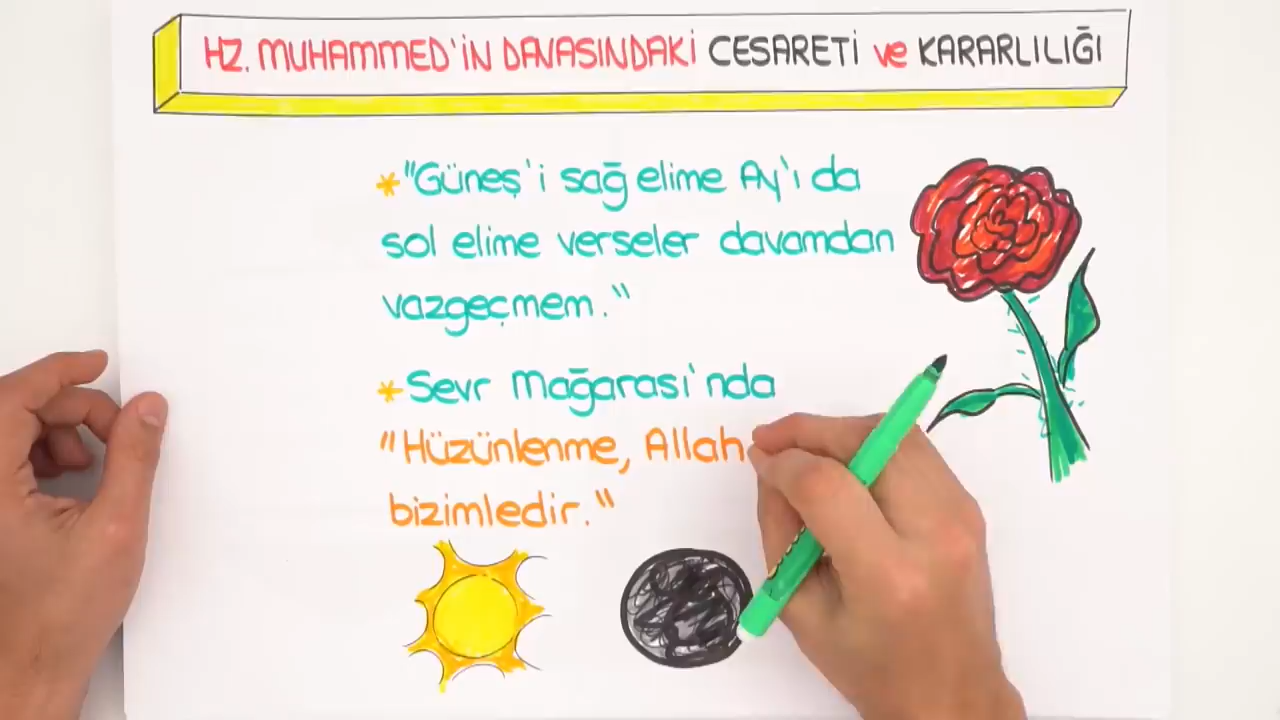 HZ. MUHAMMED'İN DAVASINDAKİ CESARETİ ve KARARLILIĞI
* "Güneş'i sağ elime Ay'ı da
sol elime verseler davamdan
vazgeçmem."
* Sevr Mağarası'nda
"Hüzünlenme, Allah
bizimledir."